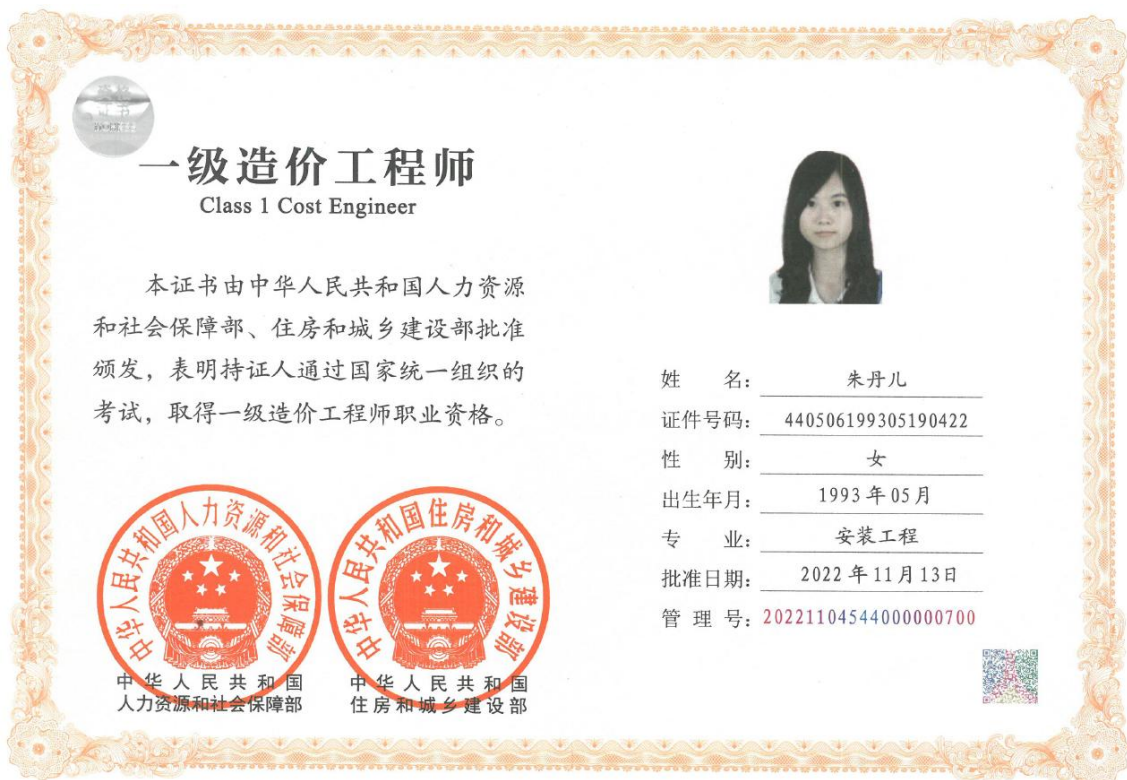 一级造价工程师
Class 1 Cost Engineer
本证书由中华人民共和国人力资源
和社会保障部、住房和城乡建设部批准
颁发，表明持证人通过国家统一组织的
考试，取得一级造价工程师职业资格。
中华人民共和国人力资源和社会保障部
中华人民共和国住房和城乡建设部
中华人民共和国
人力资源和社会保障部
中华人民共和国
住房和城乡建设部
姓 名： 朱丹儿
证件号码： 440506199305190422
性 别： 女
出生年月： 1993年05月
专 业： 安装工程
批准日期： 2022年11月13日
管 理 号： 20221104544000000700